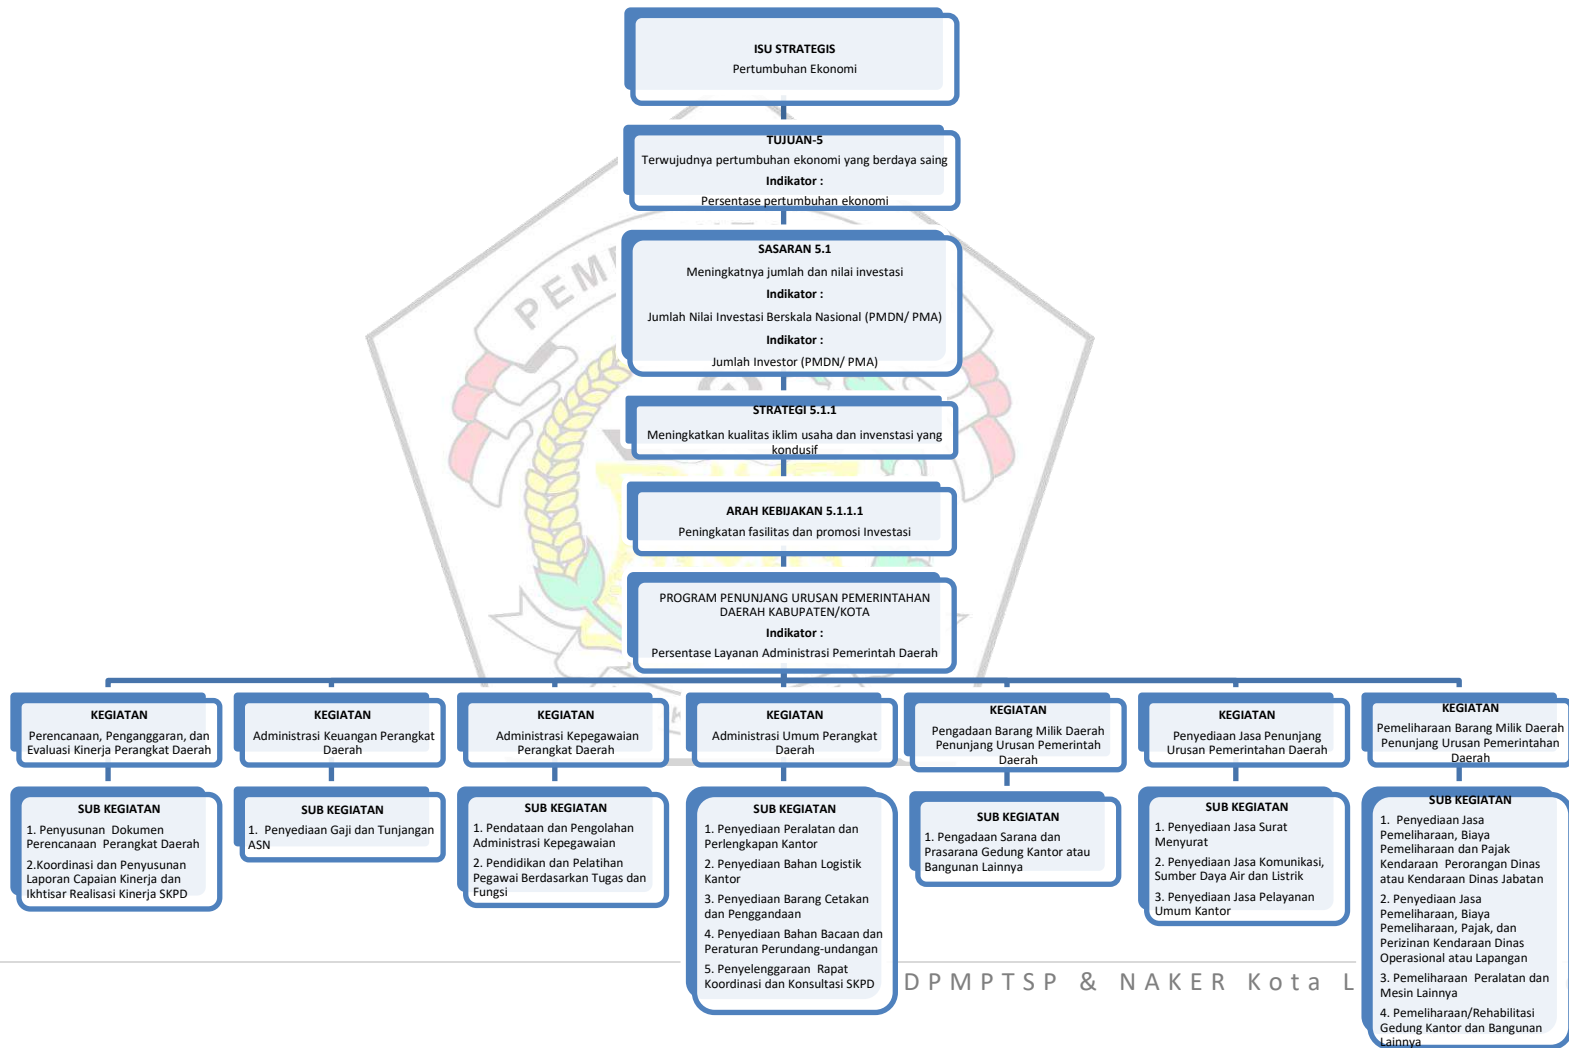 ISU STRATEGIS
Pertumbuhan Ekonomi
TUJUAN-5
Terwujudnya pertumbuhan ekonomi yang berdaya saing
Indikator :
Persentase pertumbuhan ekonomi
SASARAN 5.1
Meningkatnya jumlah dan nilai investasi
Indikator :
Jumlah Nilai Investasi Berskala Nasional (PMDN/ PMA)
Indikator :
Jumlah Investor (PMDN/ PMA)
STRATEGI 5.1.1
Meningkatkan kualitas iklim usaha dan invenstasi yang
kondusif
ARAH KEBIJAKAN 5.1.1.1
Peningkatan fasilitas dan promosi Investasi
PROGRAM PENUNJANG URUSAN PEMERINTAHAN
DAERAH KABUPATEN/KOTA
Indikator :
Persentase Layanan Administrasi Pemerintah Daerah
KEGIATAN
Perencanaan, Penganggaran, dan
Evaluasi Kinerja Perangkat Daerah
KEGIATAN
Administrasi Keuangan Perangkat
Daerah
KEGIATAN
Administrasi Kepegawaian
Perangkat Daerah
KEGIATAN
Administrasi Umum Perangkat
Daerah
KEGIATAN
Pengadaan Barang Milik Daerah
Penunjang Urusan Pemerintah
Daerah
KEGIATAN
Penyediaan Jasa Penunjang
Urusan Pemerintahan Daerah
KEGIATAN
Pemeliharaan Barang Milik Daerah
Penunjang Urusan Pemerintahan
Daerah
SUB KEGIATAN
1. Penyusunan Dokumen
Perencanaan Perangkat Daerah
2.Koordinasi dan Penyusunan
Laporan Capaian Kinerja dan
Ikhtisar Realisasi Kinerja SKPD
SUB KEGIATAN
1. Penyediaan Gaji dan Tunjangan
ASN
SUB KEGIATAN
1. Pendataan dan Pengolahan
Administrasi Kepegawaian
2. Pendidikan dan Pelatihan
Pegawai Berdasarkan Tugas dan
Fungsi
SUB KEGIATAN
1. Penyediaan Peralatan dan
Perlengkapan Kantor
2. Penyediaan Bahan Logistik
Kantor
3. Penyediaan Barang Cetakan
dan Penggandaan
4. Penyediaan Bahan Bacaan dan
Peraturan Perundang-undangan
5. Penyelenggaraan Rapat
Koordinasi dan Konsultasi SKPD
SUB KEGIATAN
1. Pengadaan Sarana dan
Prasarana Gedung Kantor atau
Bangunan Lainnya
SUB KEGIATAN
1. Penyediaan Jasa Surat
Menyurat
2. Penyediaan Jasa Komunikasi,
Sumber Daya Air dan Listrik
3. Penyediaan Jasa Pelayanan
Umum Kantor
SUB KEGIATAN
1. Penyediaan Jasa
Pemeliharaan, Biaya
Pemeliharaan dan Pajak
Kendaraan Perorangan Dinas
atau Kendaraan Dinas Jabatan
2. Penyediaan Jasa
Pemeliharaan, Biaya
Pemeliharaan, Pajak, dan
Perizinan Kendaraan Dinas
Operasional atau Lapangan
3. Pemeliharaan Peralatan dan
Mesin Lainnya
4. Pemeliharaan/Rehabilitasi
Gedung Kantor dan Bangunan
Lainnya
DPMPTSP & NAKER Kota L